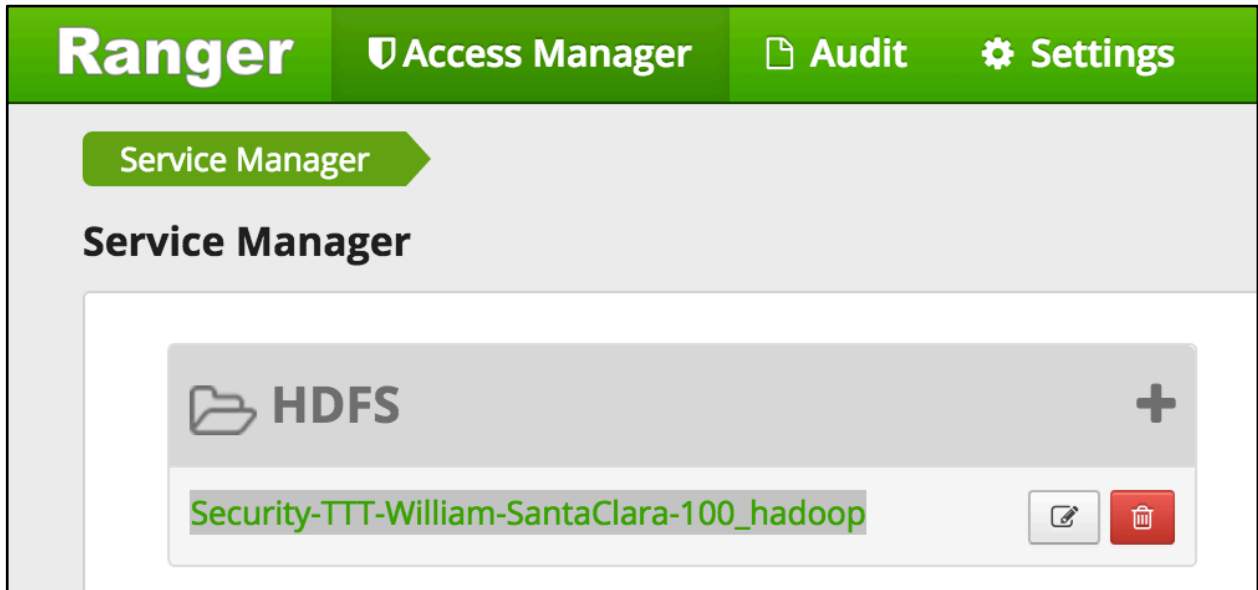 Ranger Access Manager Audit Settings
Service Manager
Service Manager
HDFS
Security-TTT-William-SantaClara-100_hadoop